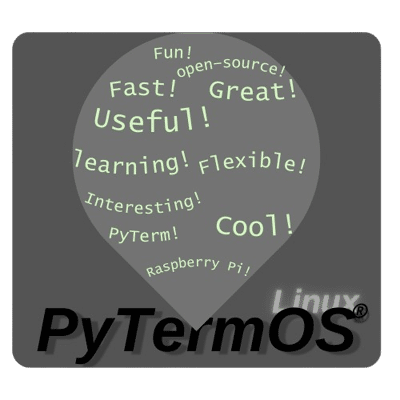 Fun!
open-source!
Fast! Great!
Useful!
learning! Flexible!
Interesting!
PyTerm! Cool!
Raspberry Pi!
Linux
PyTermOS®